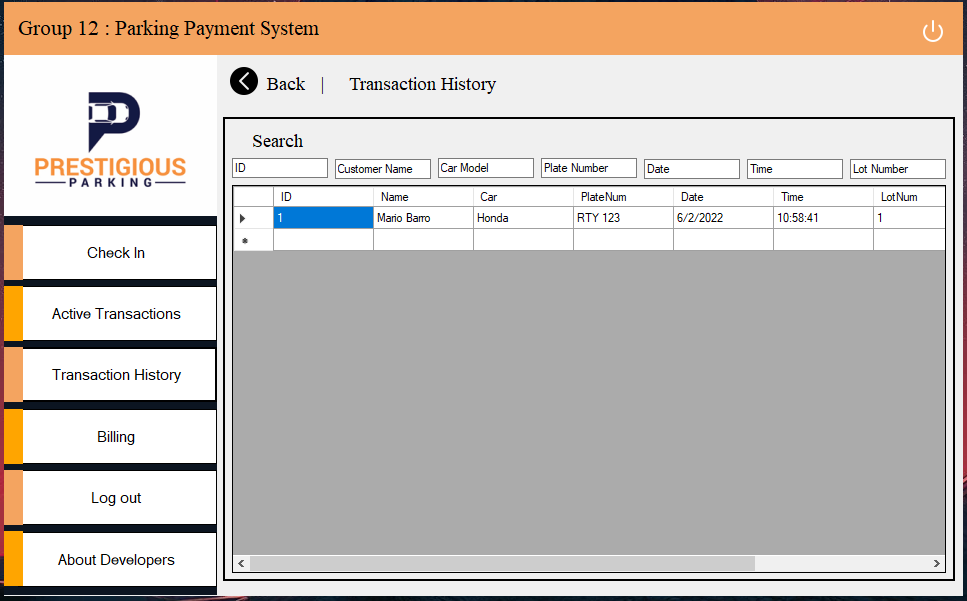 Group 12 : Parking Payment System
Back | Transaction History
PRESTIGIOUS
PARKING
Check In
Active Transactions
Transaction History
Billing
Log out
About Developers
Search
ID Customer Name Car Model Plate Number Date Time Lot Number
ID Name Car PlateNum Date Time LotNum
1 Mario Barro Honda RTY 123 6/2/2022 10:58:41 1